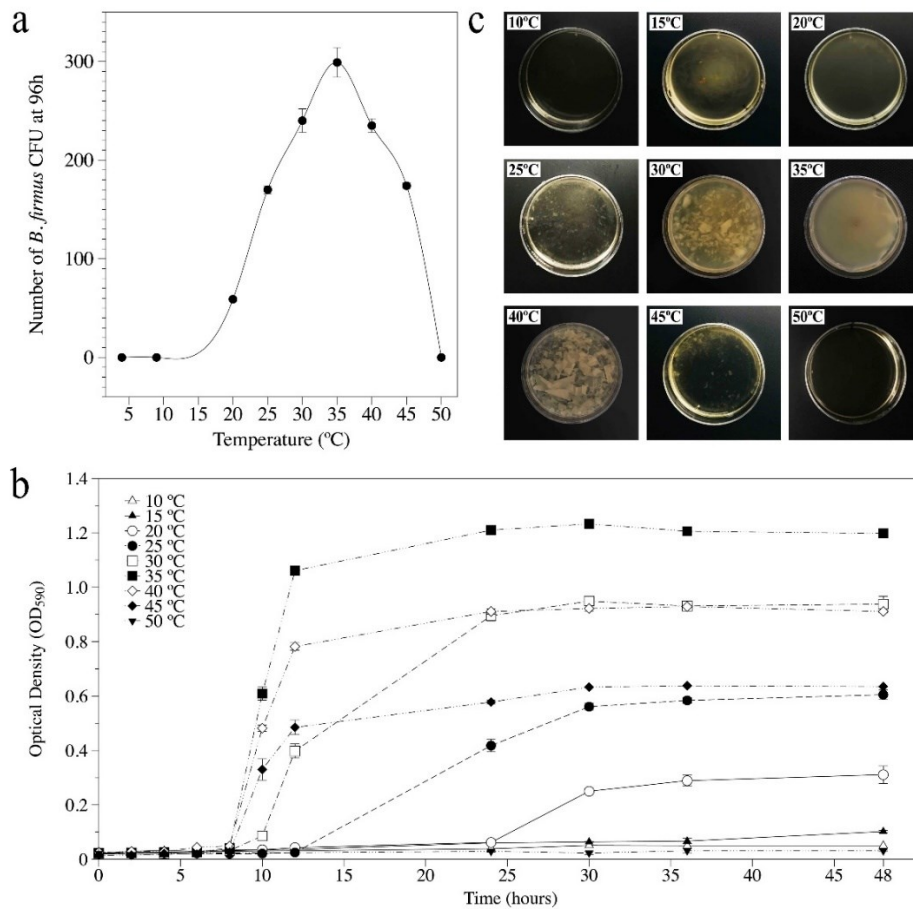 a
Number of B. firmus CFU at 96h
300
200
100
0
5 10 15 20 25 30 35 40 45 50
Temperature (ºC)
c
10ºC 15ºC 20ºC
25ºC 30ºC 35ºC
40ºC 45ºC 50ºC
b
Optical Density (OD590)
1.4
1.2
1.0
0.8
0.6
0.4
0.2
0
10 ºC
15 ºC
20 ºC
25 ºC
30 ºC
35 ºC
40 ºC
45 ºC
50 ºC
0 5 10 15 20 25 30 35 40 48
Time (hours)